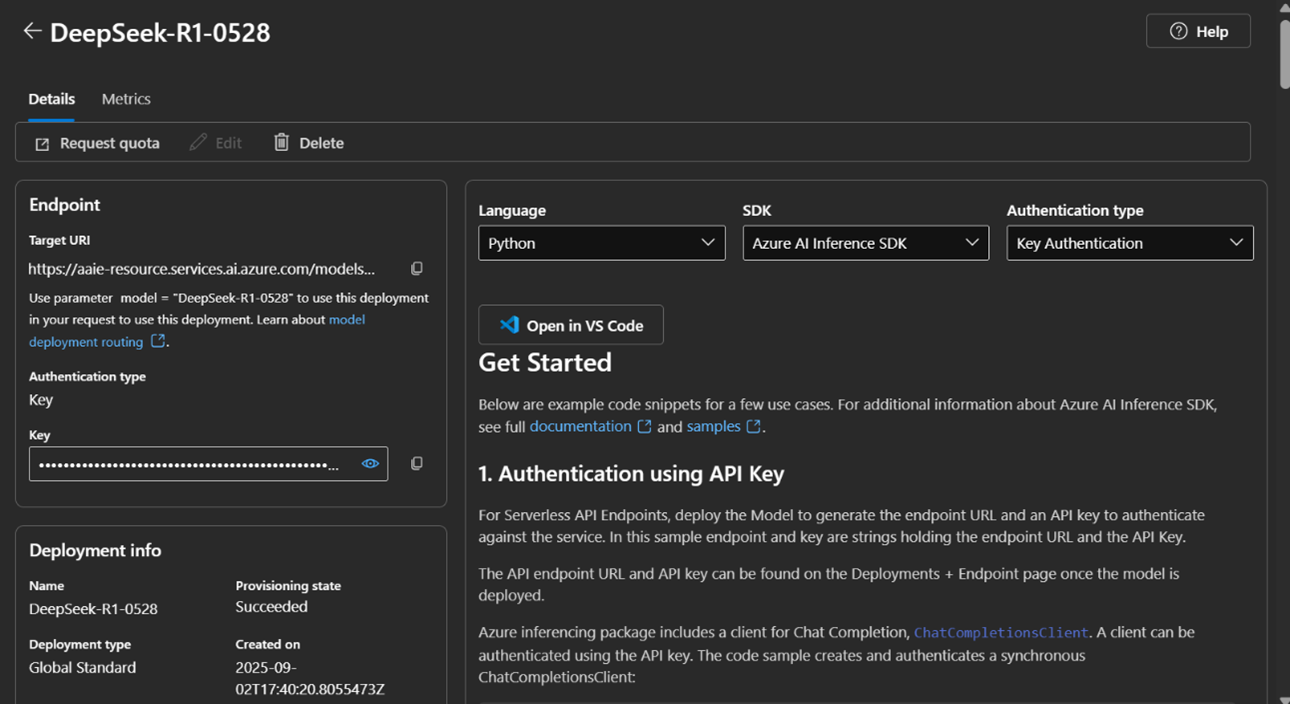 DeepSeek-R1-0528
Help
Details
Metrics
Request quota
Edit
Delete
Endpoint
Target URI
https://aaie-resource.services.ai.azure.com/models...
Use parameter model = "DeepSeek-R1-0528" to use this deployment
in your request to use this deployment. Learn about model
deployment routing.
Authentication type
Key
Key
••••••••••••••••••••••••••••••••••••••••••••••••...
Deployment info
Name
DeepSeek-R1-0528
Provisioning state
Succeeded
Deployment type
Global Standard
Created on
2025-09-
02T17:40:20.8055473Z
Language
Python
SDK
Azure AI Inference SDK
Authentication type
Key Authentication
Open in VS Code
Get Started
Below are example code snippets for a few use cases. For additional information about Azure AI Inference SDK,
see full documentation and samples.
1. Authentication using API Key
For Serverless API Endpoints, deploy the Model to generate the endpoint URL and an API key to authenticate
against the service. In this sample endpoint and key are strings holding the endpoint URL and the API Key.
The API endpoint URL and API key can be found on the Deployments + Endpoint page once the model is
deployed.
Azure inferencing package includes a client for Chat Completion, ChatCompletionsClient. A client can be
authenticated using the API key. The code sample creates and authenticates a synchronous
ChatCompletionsClient: